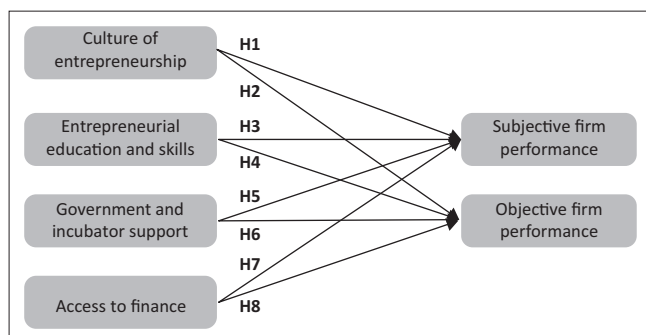 Culture of
entrepreneurship
H1
H2
Entrepreneurial
education and skills
H3
H4
Government and
incubator support
H5
H6
Access to finance
H7
H8
Subjective firm
performance
Objective firm
performance